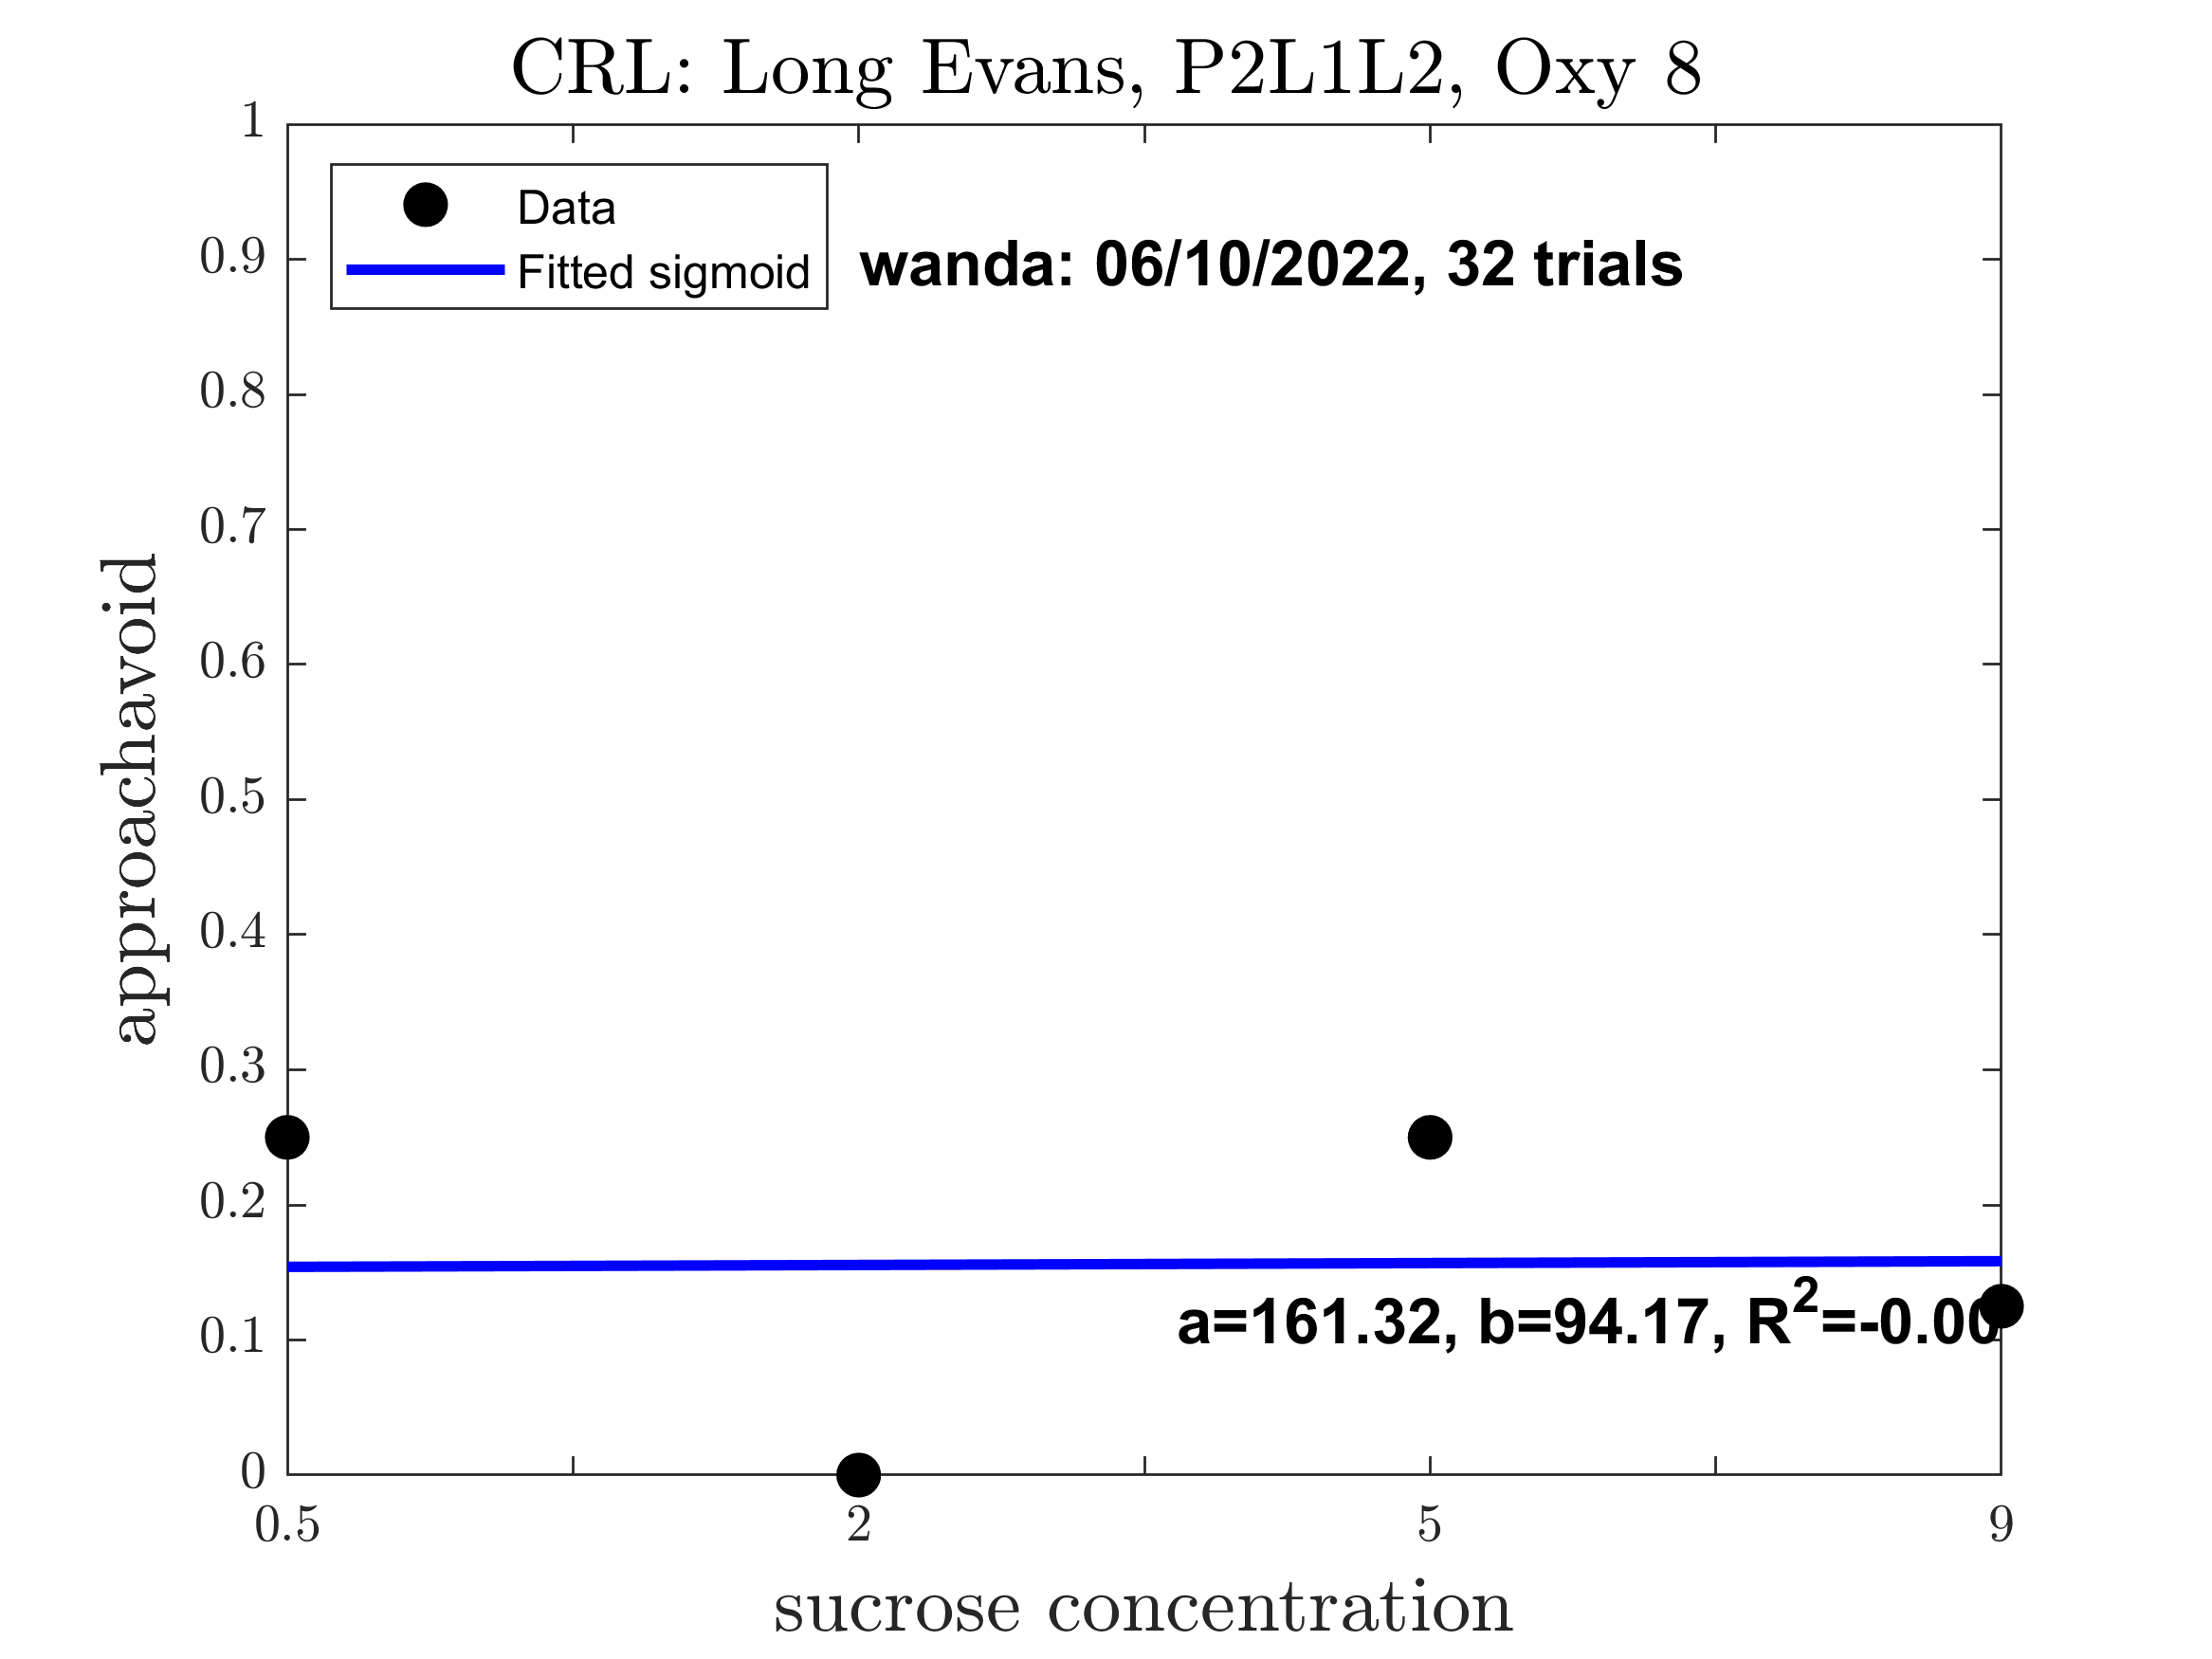 CRL: Long Evans, P2L1L2, Oxy 8
1
0.9
0.8
0.7
0.6
0.5
0.4
0.3
0.2
0.1
0
Data
Fitted sigmoid
wanda: 06/10/2022, 32 trials
approachavoid
a=161.32, b=94.17, R²=-0.00
0.5 2 5 9
sucrose concentration